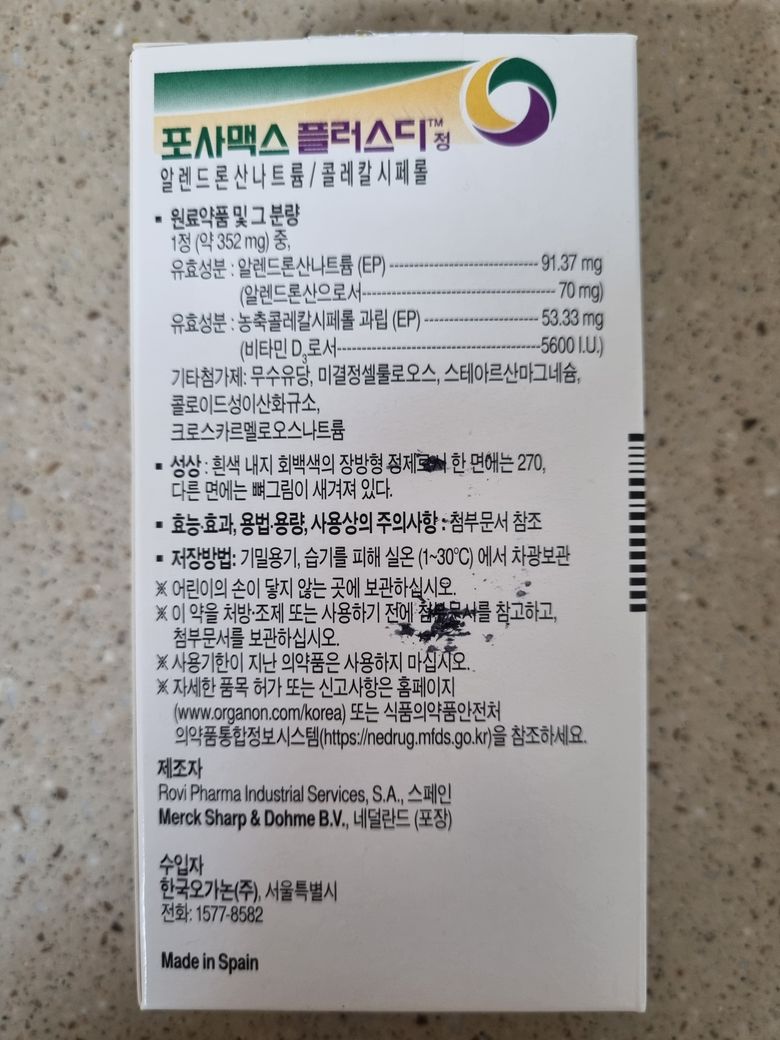 포사맥스 플러스디™정
알렌드론산나트륨/콜레칼시페롤
▪ 원료약품 및 그 분량
1정 (약 352 mg) 중,
유효성분 : 알렌드론산나트륨 (EP) ---------------------------- 91.37 mg
(알렌드론산으로서------------------------------------ 70 mg)
유효성분 : 농축콜레칼시페롤 과립 (EP) --------------------- 53.33 mg
(비타민 D3로서--------------------------------------5600 I.U.)
기타첨가제: 무수유당, 미결정셀룰로오스, 스테아르산마그네슘,
콜로이드성이산화규소,
크로스카르멜로오스나트륨
▪ 성상 : 흰색 내지 회백색의 장방형 정제로서 한 면에는 270,
다른 면에는 뼈그림이 새겨져 있다.
▪ 효능·효과, 용법·용량, 사용상의 주의사항 : 첨부문서 참조
▪ 저장방법: 기밀용기, 습기를 피해 실온 (1~30℃) 에서 차광보관
※ 어린이의 손이 닿지 않는 곳에 보관하십시오.
※ 이 약을 처방·조제 또는 사용하기 전에 첨부문서를 참고하고,
첨부문서를 보관하십시오.
※ 사용기한이 지난 의약품은 사용하지 마십시오.
※ 자세한 품목 허가 또는 신고사항은 홈페이지
(www.organon.com/korea) 또는 식품의약품안전처
의약품통합정보시스템(https://nedrug.mfds.go.kr)을 참조하세요.
제조자
Rovi Pharma Industrial Services, S.A., 스페인
Merck Sharp & Dohme B.V., 네덜란드 (포장)
수입자
한국오가논(주), 서울특별시
전화: 1577-8582
Made in Spain